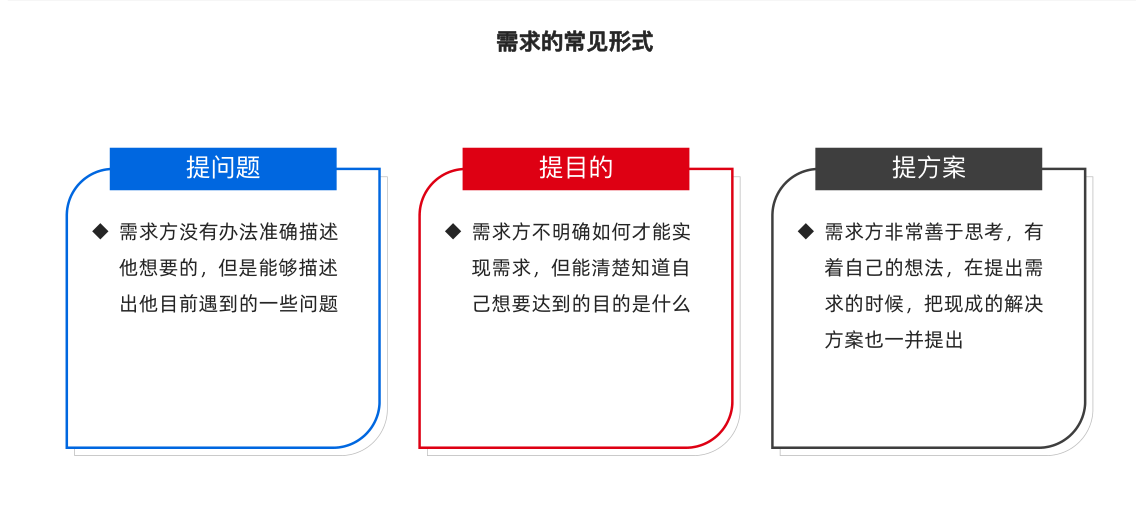 需求的常见形式
提问题
◆ 需求方没有办法准确描述
他想要的，但是能够描述
出他目前遇到的一些问题
提目的
◆ 需求方不明确如何才能实
现需求，但能清楚知道自
己想要达到的目的是什么
提方案
◆ 需求方非常善于思考，有
着自己的想法，在提出需
求的时候，把现成的解决
方案也一并提出